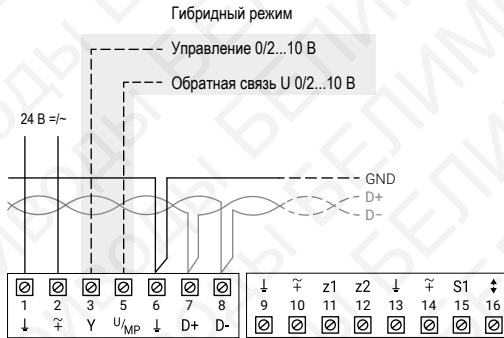 Гибридный режим
Управление 0/2...10 В
Обратная связь U 0/2...10 В
24 В =/~
GND
D+
D−
1 2 3 5 6 7 8
⏚ ~̠ Y U/MP ⏚ D+ D-
⏚ ~̠ z1 z2 ⏚ ~̠ S1
9 10 11 12 13 14 15 16